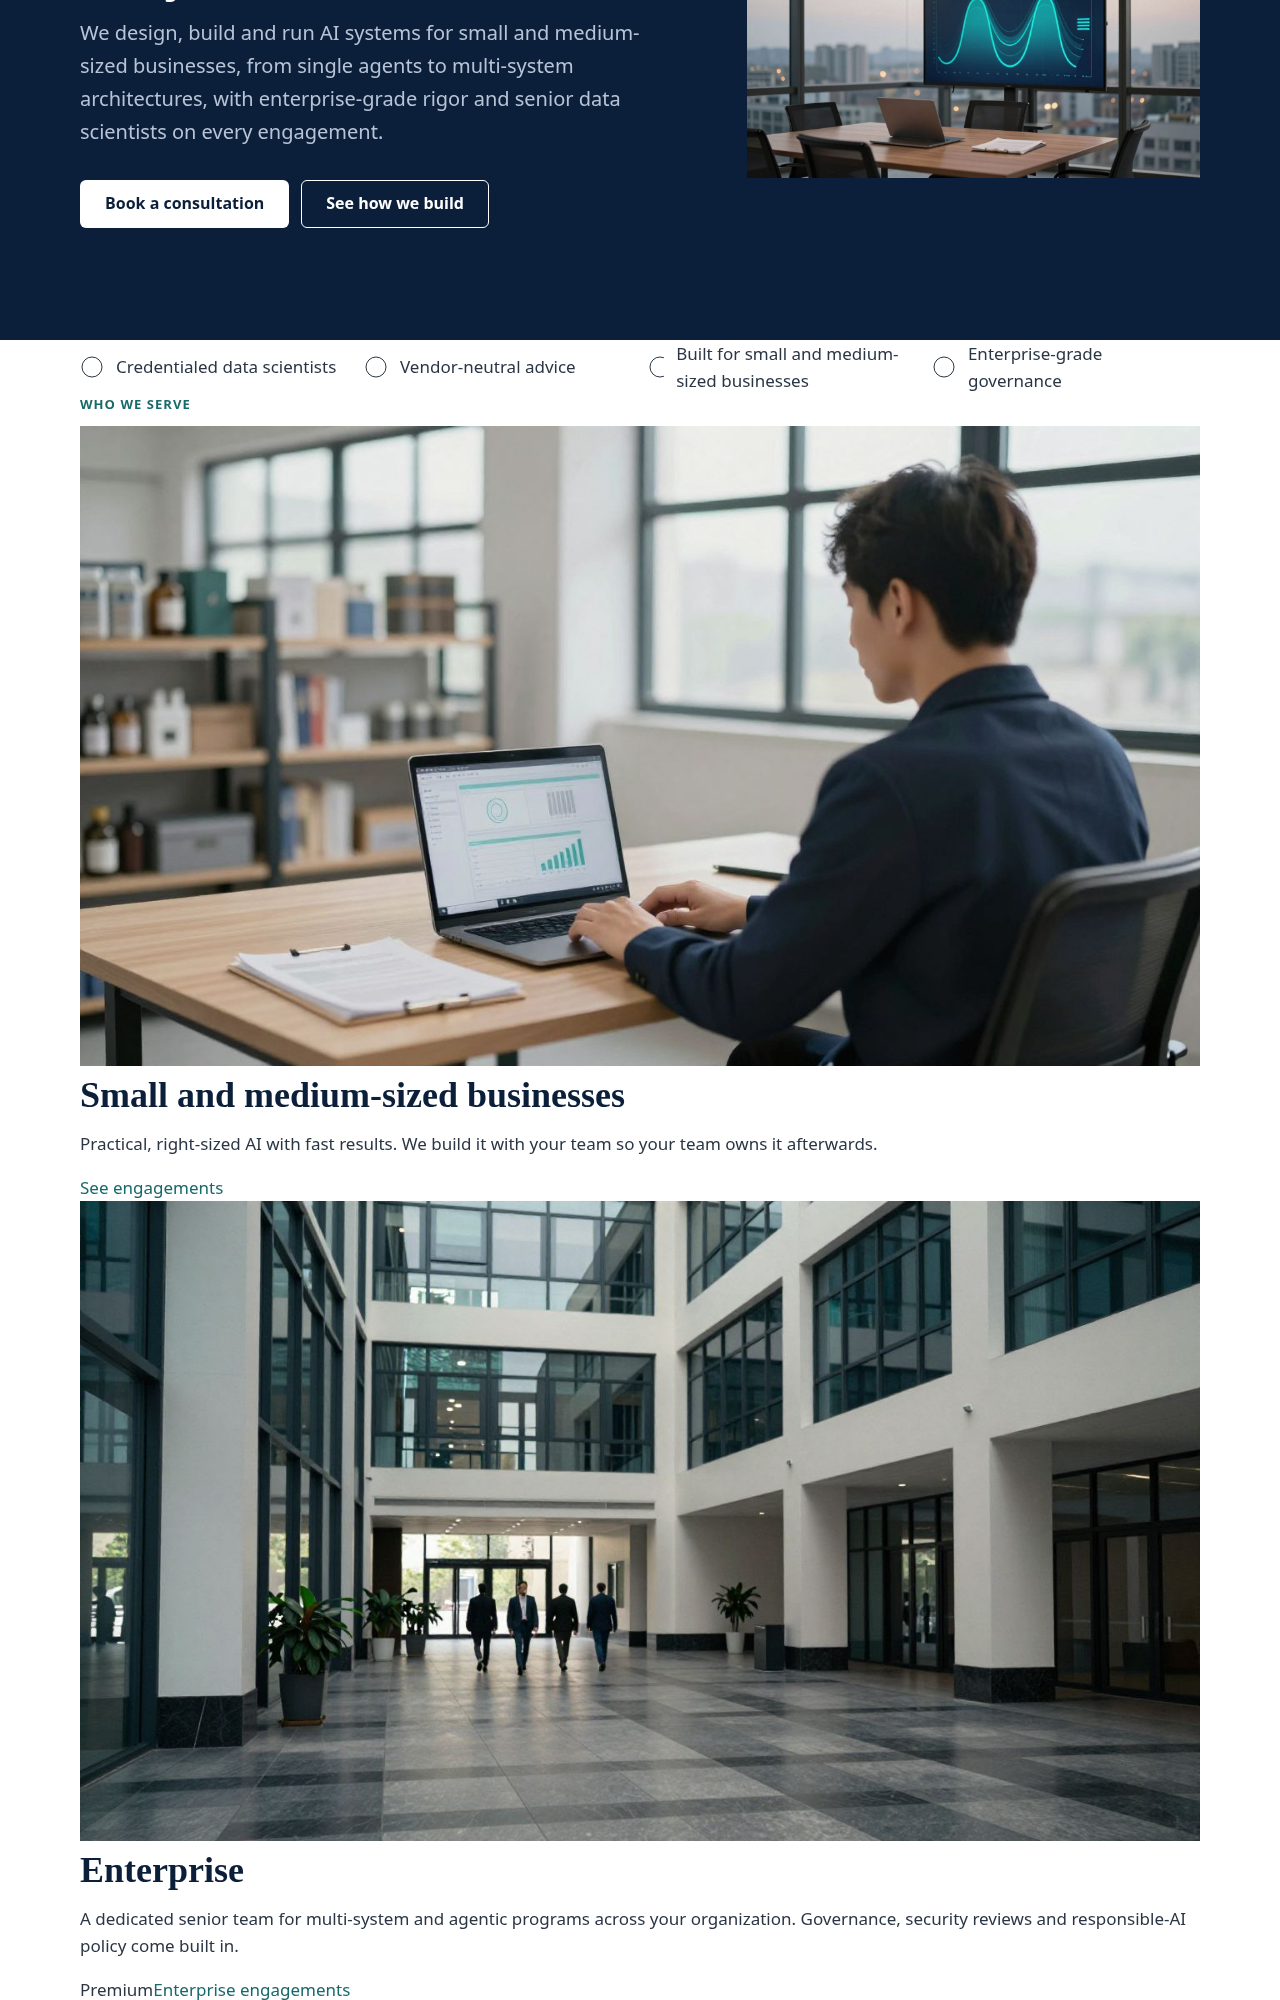 We design, build and run AI systems for small and medium-
sized businesses, from single agents to multi-system
architectures, with enterprise-grade rigor and senior data
scientists on every engagement.
Book a consultation
See how we build
Credentialed data scientists
Vendor-neutral advice
Built for small and medium-
sized businesses
Enterprise-grade
governance
WHO WE SERVE
Small and medium-sized businesses
Practical, right-sized AI with fast results. We build it with your team so your team owns it afterwards.
See engagements
Enterprise
A dedicated senior team for multi-system and agentic programs across your organization. Governance, security reviews and responsible-AI
policy come built in.
PremiumEnterprise engagements